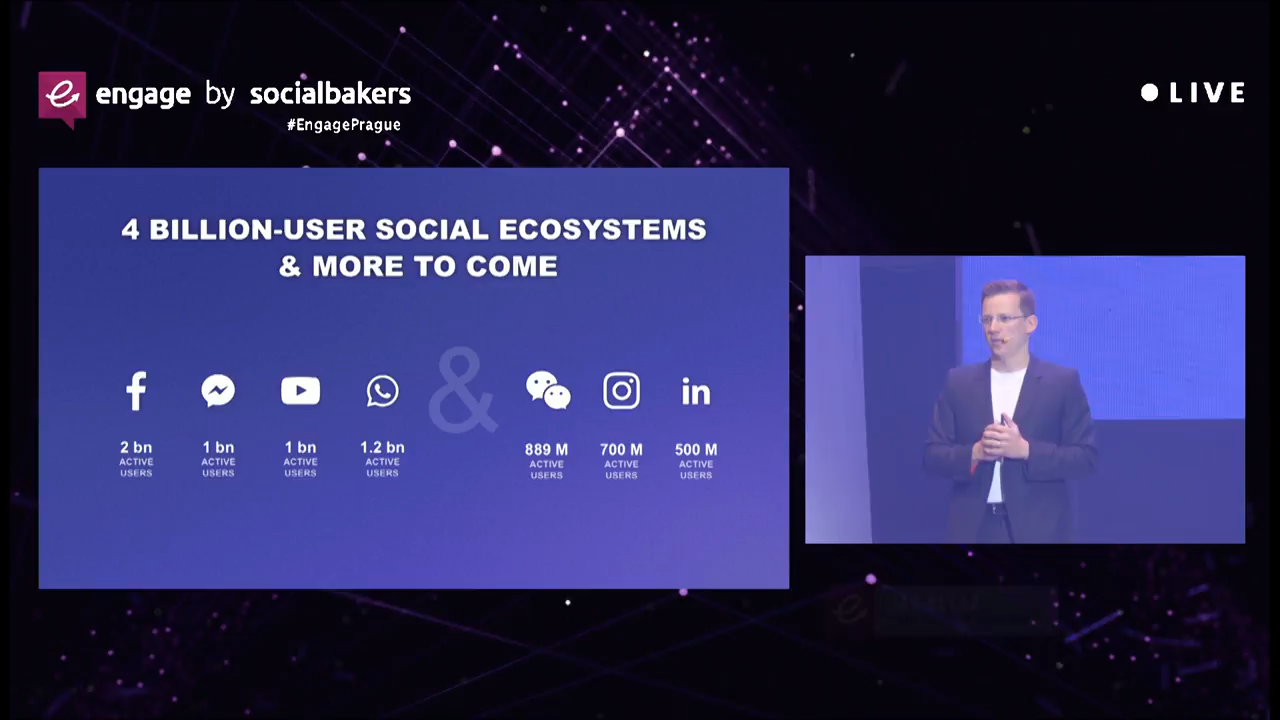 engage by socialbakers
#EngagePrague
LIVE
4 BILLION-USER SOCIAL ECOSYSTEMS
& MORE TO COME
&
2 bn
ACTIVE
USERS
1 bn
ACTIVE
USERS
1 bn
ACTIVE
USERS
1.2 bn
ACTIVE
USERS
889 M
ACTIVE
USERS
700 M
ACTIVE
USERS
in
500 M
ACTIVE
USERS